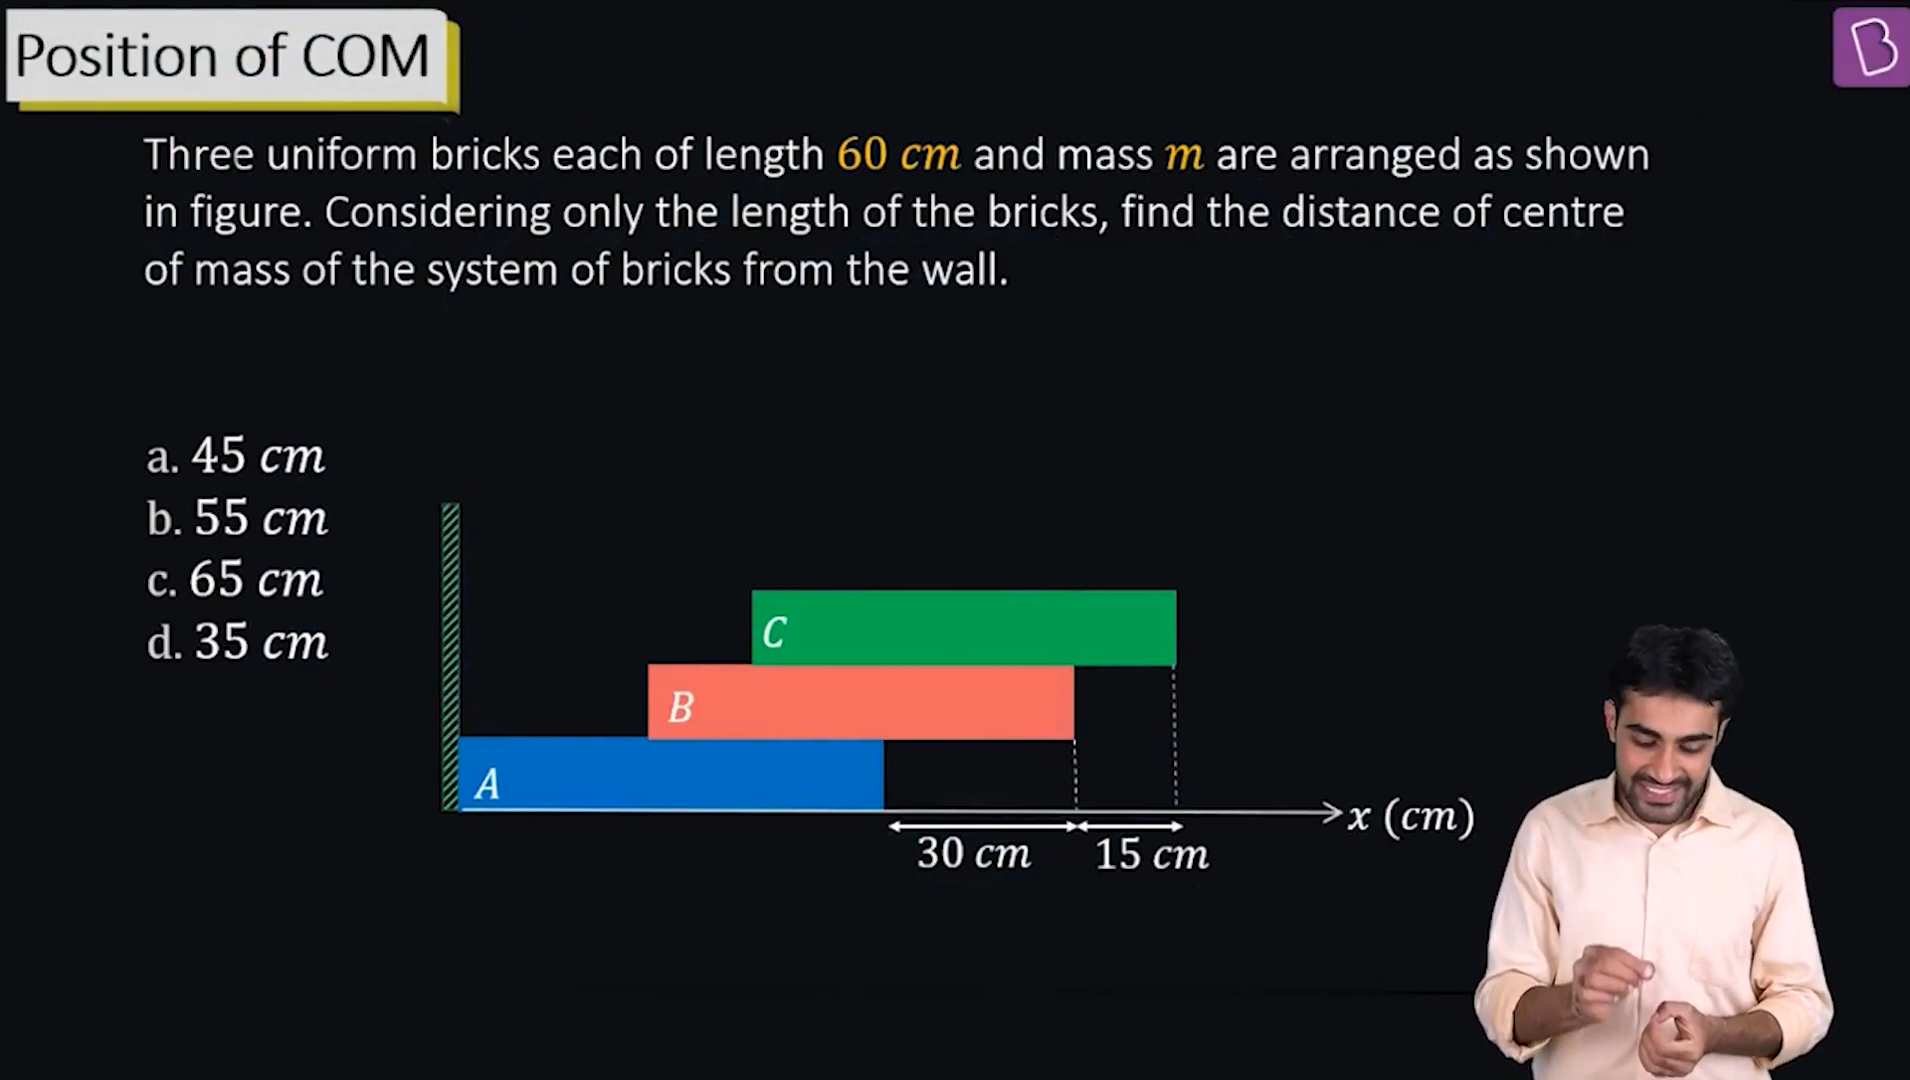 Position of COM
B
Three uniform bricks each of length 60 cm and mass m are arranged as shown
in figure. Considering only the length of the bricks, find the distance of centre
of mass of the system of bricks from the wall.
a. 45 cm
b. 55 cm
c. 65 cm
d. 35 cm
C
B
A
x (cm)
30 cm
15 cm